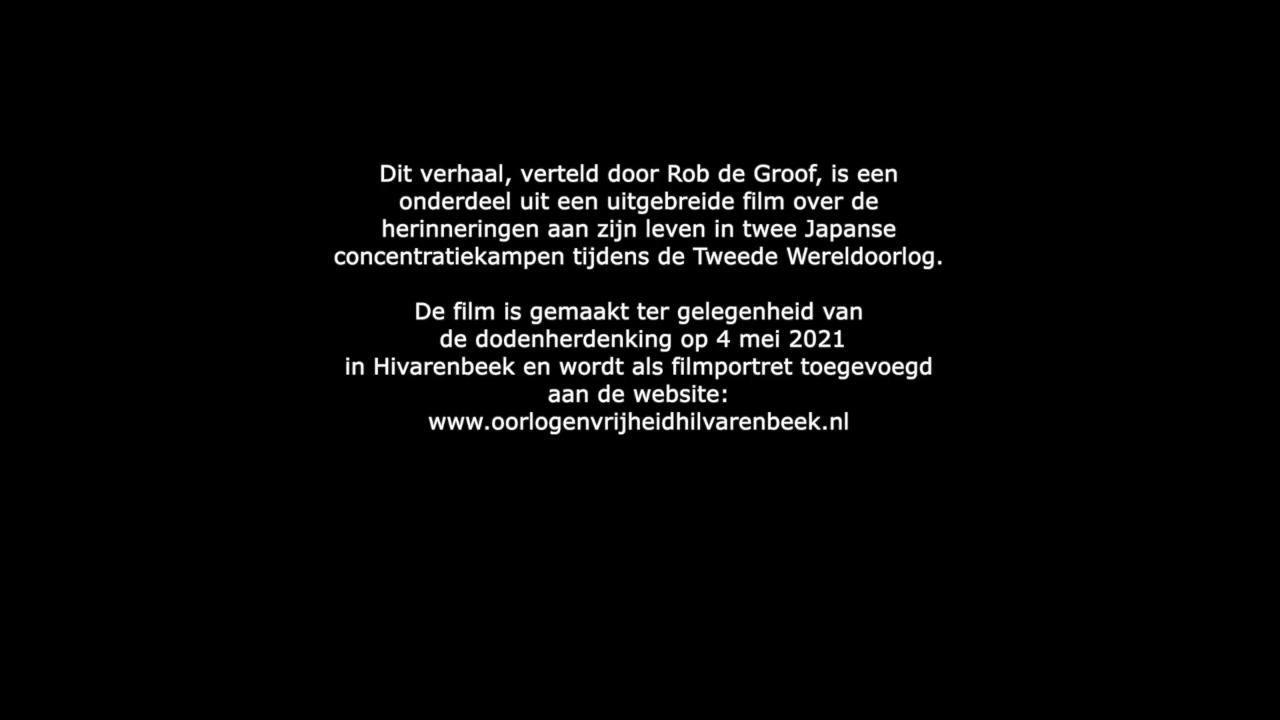 Dit verhaal, verteld door Rob de Groof, is een
onderdeel uit een uitgebreide film over de
herinneringen aan zijn leven in twee Japanse
concentratiekampen tijdens de Tweede Wereldoorlog.
De film is gemaakt ter gelegenheid van
de dodenherdenking op 4 mei 2021
in Hivarenbeek en wordt als filmportret toegevoegd
aan de website:
www.oorlogenvrijheidhilvarenbeek.nl